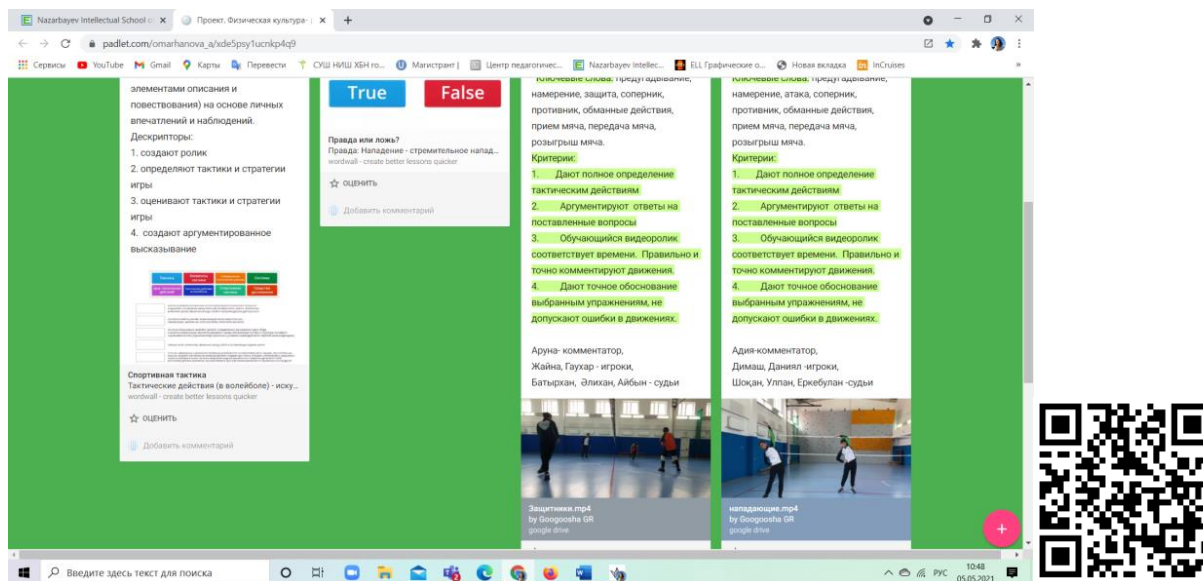 Nazarbayev Intellectual School o
Проект. Физическая культура-
padlet.com/omarhanova_a/xde5psy1ucnkp4q9
Сервисы YouTube Gmail Карты Перевести СУШ НИШ ХБН го... Магистрант | Центр педагогичес... Nazarbayev Intellec... ELL Графические о... Новая вкладка InCruises
элементами описания и
повествования) на основе личных
впечатлений и наблюдений.
Дескрипторы:
1. создают ролик
2. определяют тактики и стратегии
игры
3. оценивают тактики и стратегии
игры
4. создают аргументированное
высказывание
Спортивная тактика
Тактические действия (в волейболе) - иску...
wordwall - create better lessons quicker
ОЦЕНИТЬ
Добавить комментарий
True False
Правда или ложь?
Правда: Нападение - стремительное напад...
wordwall - create better lessons quicker
ОЦЕНИТЬ
Добавить комментарий
Ключевые слова: предугадывание,
намерение, защита, соперник,
противник, обманные действия,
прием мяча, передача мяча,
розыгрыш мяча.
Критерии:
1. Дают полное определение
тактическим действиям
2. Аргументируют ответы на
поставленные вопросы
3. Обучающийся видеоролик
соответствует времени. Правильно и
точно комментируют движения.
4. Дают точное обоснование
выбранным упражнениям, не
допускают ошибки в движениях.
Аруна- комментатор,
Жайна, Гаухар - игроки,
Батырхан, Әлихан, Айбын - судьи
Защитники.mp4
by Googoosha GR
google drive
Ключевые слова: предугадывание,
намерение, атака, соперник,
противник, обманные действия,
прием мяча, передача мяча,
розыгрыш мяча.
Критерии:
1. Дают полное определение
тактическим действиям
2. Аргументируют ответы на
поставленные вопросы
3. Обучающийся видеоролик
соответствует времени. Правильно и
точно комментируют движения.
4. Дают точное обоснование
выбранным упражнениям, не
допускают ошибки в движениях.
Адия-комментатор,
Димаш, Даниял -игроки,
Шоқан, Улпан, Еркебулан -судьи
нападающие.mp4
by Googoosha GR
google drive
Введите здесь текст для поиска
РУС
10:48
05.05.2021